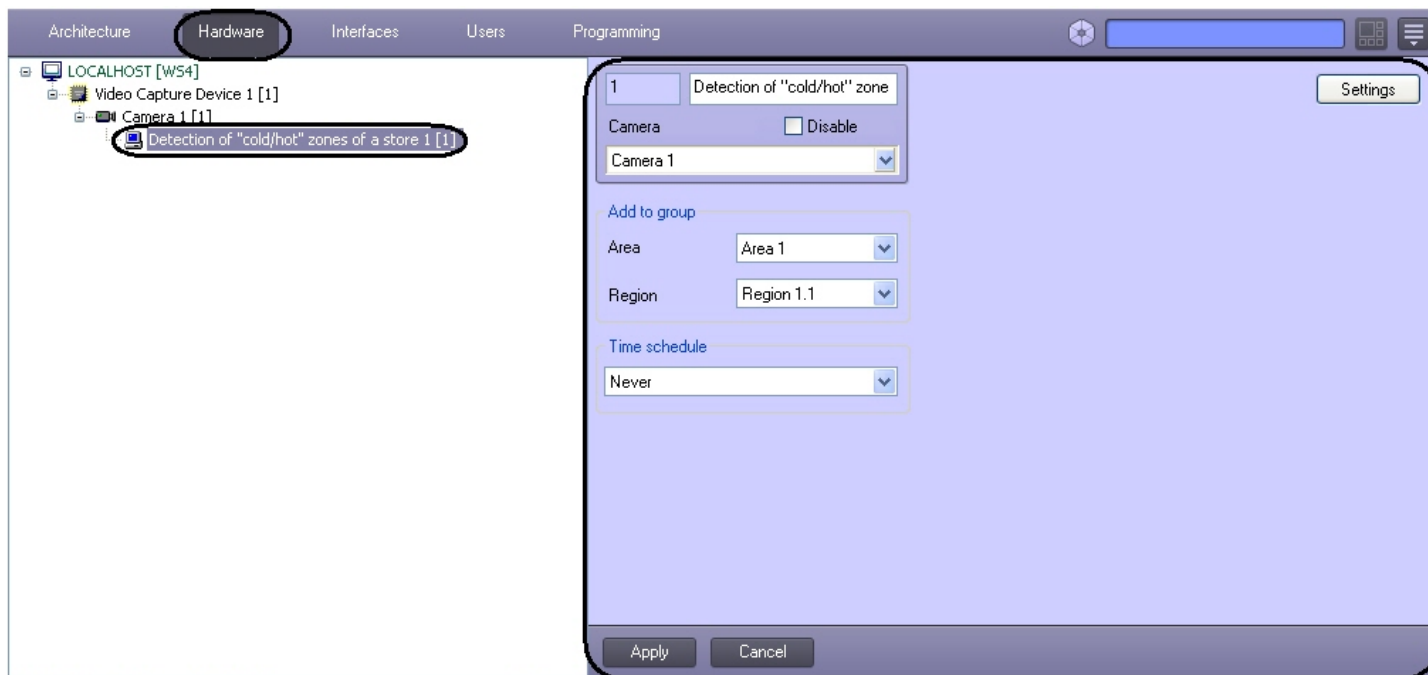 Architecture Hardware Interfaces Users Programming
LOCALHOST [WS4]
Video Capture Device 1 [1]
Camera 1 [1]
Detection of "cold/hot" zones of a store 1 [1]
1 Detection of "cold/hot" zone
Settings
Camera Disable
Camera 1
Add to group
Area Area 1
Region Region 1.1
Time schedule
Never
Apply Cancel